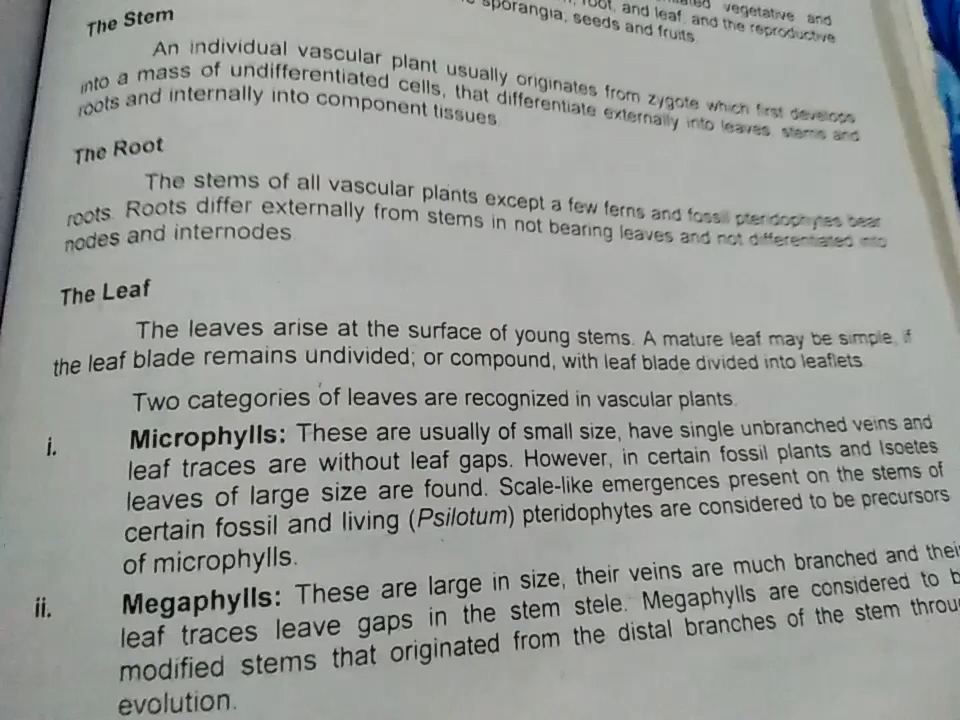 vegetative and
root, and leaf, and the reproductive
sporangia, seeds and fruits.
The Stem
An individual vascular plant usually originates from zygote which first develops
into a mass of undifferentiated cells, that differentiate externally into leaves, stems and
roots and internally into component tissues.
The Root
The stems of all vascular plants except a few ferns and fossil pteridophytes bear
roots. Roots differ externally from stems in not bearing leaves and not differentiated into
nodes and internodes.
The Leaf
The leaves arise at the surface of young stems. A mature leaf may be simple, if
the leaf blade remains undivided; or compound, with leaf blade divided into leaflets.
Two categories of leaves are recognized in vascular plants.
i. Microphylls: These are usually of small size, have single unbranched veins and
leaf traces are without leaf gaps. However, in certain fossil plants and Isoetes
leaves of large size are found. Scale-like emergences present on the stems of
certain fossil and living (Psilotum) pteridophytes are considered to be precursors
of microphylls.
ii. Megaphylls: These are large in size, their veins are much branched and their
leaf traces leave gaps in the stem stele. Megaphylls are considered to
modified stems that originated from the distal branches of the stem
evolution.